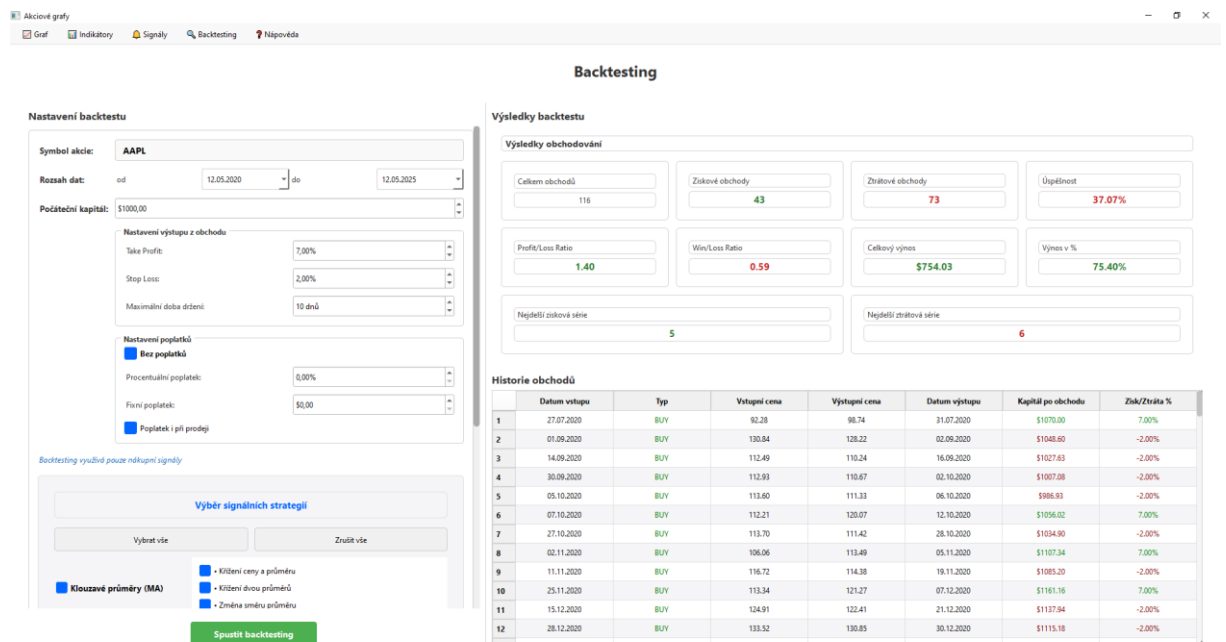 Akciové grafy
Graf Indikátory Signály Backtesting Nápověda
Backtesting
Nastavení backtestu
Symbol akcie: AAPL
Rozsah dat: od 12.05.2020 do 12.05.2025
Počáteční kapitál: $1000,00
Nastavení výstupu z obchodu
Take Profit: 7,00%
Stop Loss: 2,00%
Maximální doba držení: 10 dnů
Nastavení poplatků
Bez poplatků
Procentuální poplatek: 0,00%
Fixní poplatek: $0,00
Poplatek i při prodeji
Backtesting využívá pouze nákupní signály
Výběr signálních strategií
Vybrat vše Zrušit vše
Klouzavé průměry (MA)
• Křížení ceny a průměru
• Křížení dvou průměrů
• Změna směru průměru
Spustit backtesting
Výsledky backtestu
Výsledky obchodování
Celkem obchodů Ziskové obchody Ztrátové obchody Úspěšnost
116 43 73 37.07%
Profit/Loss Ratio Win/Loss Ratio Celkový výnos Výnos v %
1.40 0.59 $754.03 75.40%
Nejdelší zisková série Nejdelší ztrátová série
5 6
Historie obchodů
Datum vstupu Typ Vstupní cena Výstupní cena Datum výstupu Kapitál po obchodu Zisk/Ztráta %
1 27.07.2020 BUY 92.28 98.74 31.07.2020 $1070.00 7.00%
2 01.09.2020 BUY 130.84 128.22 02.09.2020 $1048.60 -2.00%
3 14.09.2020 BUY 112.49 110.24 16.09.2020 $1027.63 -2.00%
4 30.09.2020 BUY 112.93 110.67 02.10.2020 $1007.08 -2.00%
5 05.10.2020 BUY 113.60 111.33 06.10.2020 $986.93 -2.00%
6 07.10.2020 BUY 112.21 120.07 12.10.2020 $1056.02 7.00%
7 27.10.2020 BUY 113.70 111.42 28.10.2020 $1034.90 -2.00%
8 02.11.2020 BUY 106.06 113.49 05.11.2020 $1107.34 7.00%
9 11.11.2020 BUY 116.72 114.38 19.11.2020 $1085.20 -2.00%
10 25.11.2020 BUY 113.34 121.27 07.12.2020 $1161.16 7.00%
11 15.12.2020 BUY 124.91 122.41 21.12.2020 $1137.94 -2.00%
12 28.12.2020 BUY 133.52 130.85 30.12.2020 $1115.18 -2.00%